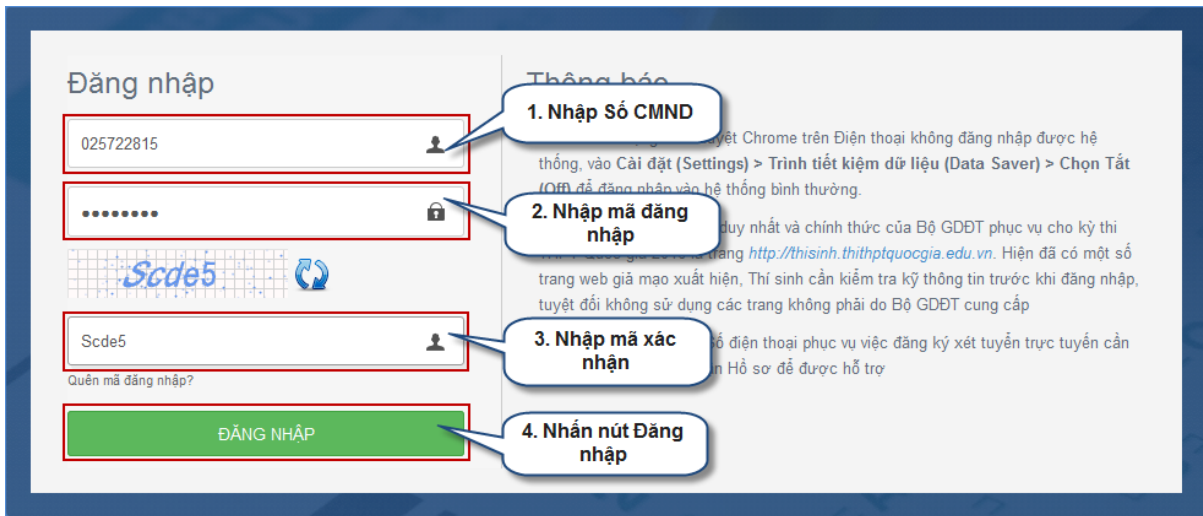 Đăng nhập
025722815
Scde5
Scde5
Quên mã đăng nhập?
ĐĂNG NHẬP
1. Nhập Số CMND
2. Nhập mã đăng
nhập
3. Nhập mã xác
nhận
4. Nhấn nút Đăng
nhập
Thông báo
Chrome trên Điện thoại không đăng nhập được hệ
thống, vào Cài đặt (Settings) > Trình tiết kiệm dữ liệu (Data Saver) > Chọn Tắt
(Off) để đăng nhập vào hệ thống bình thường.
duy nhất và chính thức của Bộ GDĐT phục vụ cho kỳ thi
trang http://thisinh.thithptquocgia.edu.vn. Hiện đã có một số
trang web giả mạo xuất hiện, Thí sinh cần kiểm tra kỹ thông tin trước khi đăng nhập,
tuyệt đối không sử dụng các trang không phải do Bộ GDĐT cung cấp
điện thoại phục vụ việc đăng ký xét tuyển trực tuyến cần
Hồ sơ để được hỗ trợ